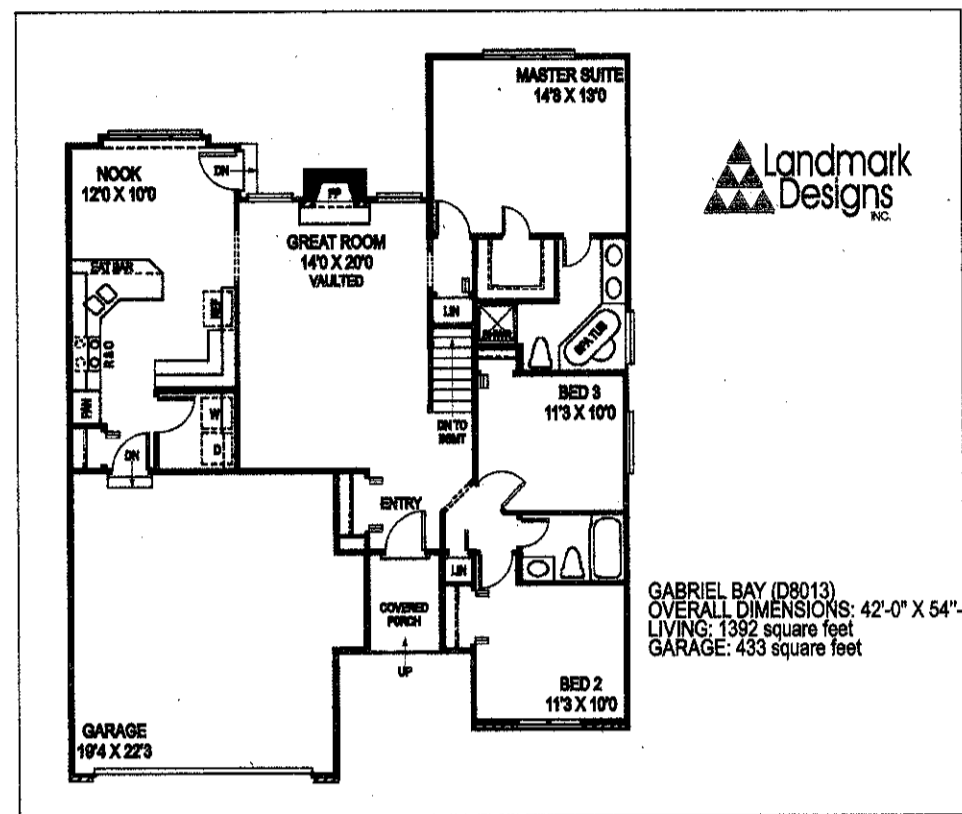 MASTER SUITE
14'8 X 13'0
Landmark
Designs
INC.
NOOK
12'0 X 10'0
DN
FP
GREAT ROOM
14'0 X 20'0
VAULTED
EAT BAR
REF
LIN
SPA TUB
R&O
BED 3
11'3 X 10'0
PAN
W
D
DN TO
BSMT
DN
ENTRY
LIN
COVERED
PORCH
UP
GABRIEL BAY (D8013)
OVERALL DIMENSIONS: 42'-0" X 54"-
LIVING: 1392 square feet
GARAGE: 433 square feet
BED 2
11'3 X 10'0
GARAGE
19'4 X 22'3